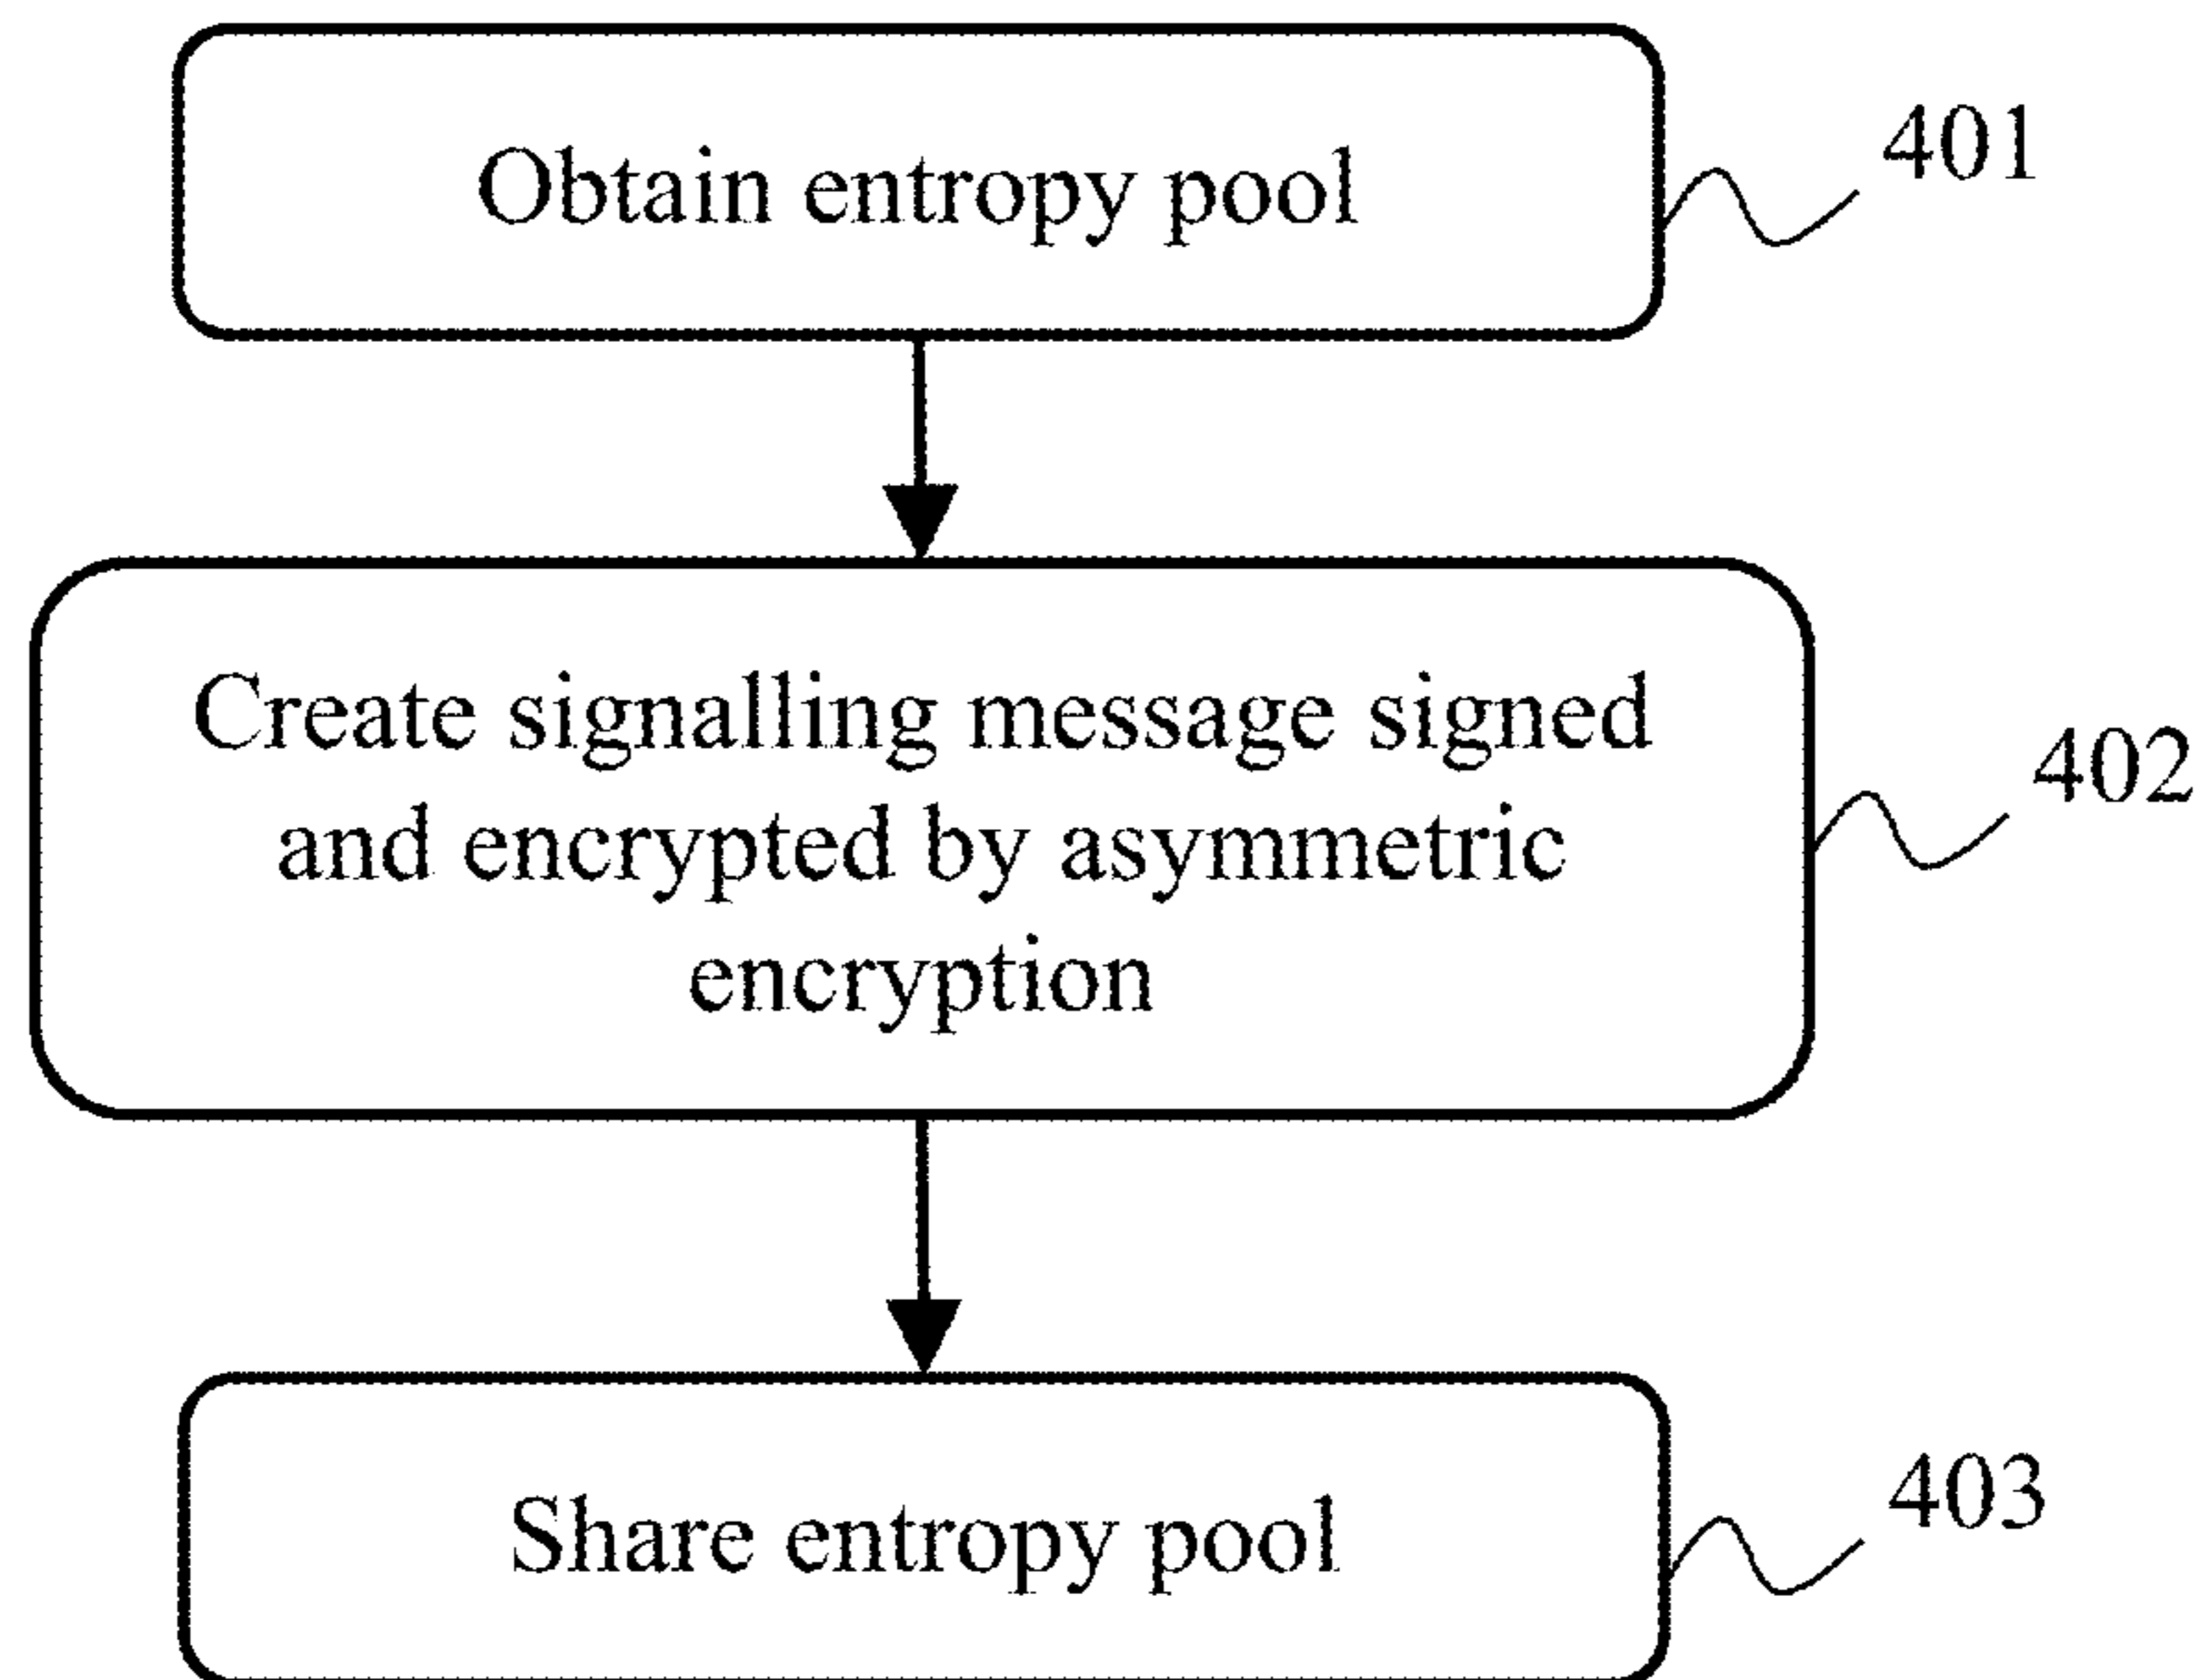 Obtain entropy pool
401
Create signalling message signed
and encrypted by asymmetric
encryption
402
Share entropy pool
403